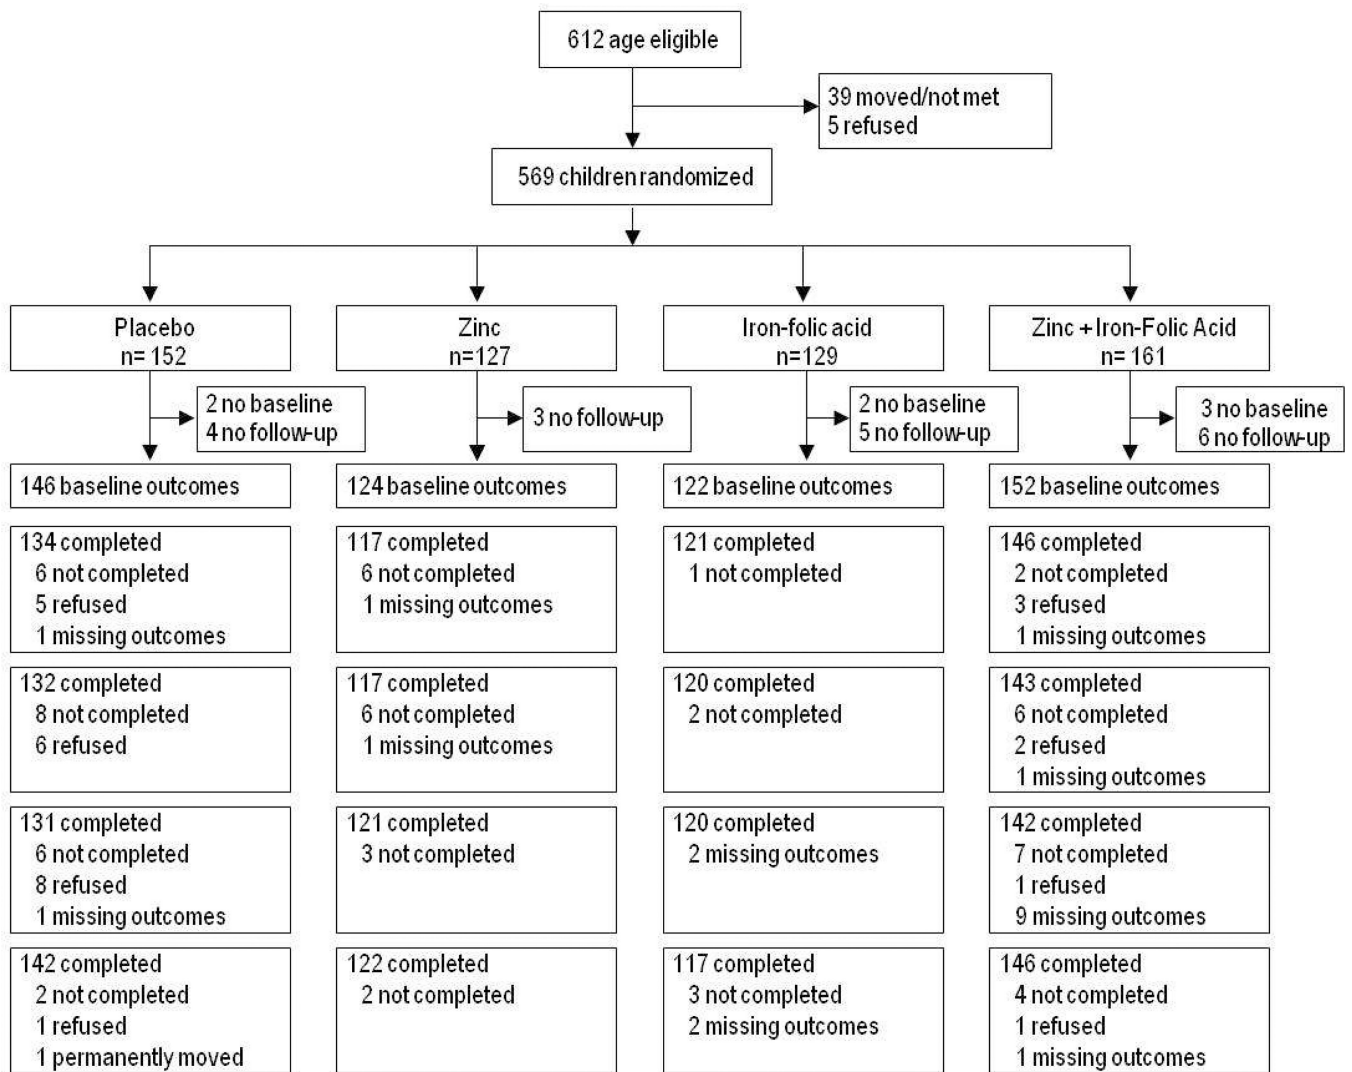 612 age eligible
39 moved/not met
5 refused
569 children randomized
Placebo
n= 152
Zinc
n=127
Iron-folic acid
n=129
Zinc + Iron-Folic Acid
n= 161
2 no baseline
4 no follow-up
3 no follow-up
2 no baseline
5 no follow-up
3 no baseline
6 no follow-up
146 baseline outcomes
124 baseline outcomes
122 baseline outcomes
152 baseline outcomes
134 completed
6 not completed
5 refused
1 missing outcomes
117 completed
6 not completed
1 missing outcomes
121 completed
1 not completed
146 completed
2 not completed
3 refused
1 missing outcomes
132 completed
8 not completed
6 refused
117 completed
6 not completed
1 missing outcomes
120 completed
2 not completed
143 completed
6 not completed
2 refused
1 missing outcomes
131 completed
6 not completed
8 refused
1 missing outcomes
121 completed
3 not completed
120 completed
2 missing outcomes
142 completed
7 not completed
1 refused
9 missing outcomes
142 completed
2 not completed
1 refused
1 permanently moved
122 completed
2 not completed
117 completed
3 not completed
2 missing outcomes
146 completed
4 not completed
1 refused
1 missing outcomes